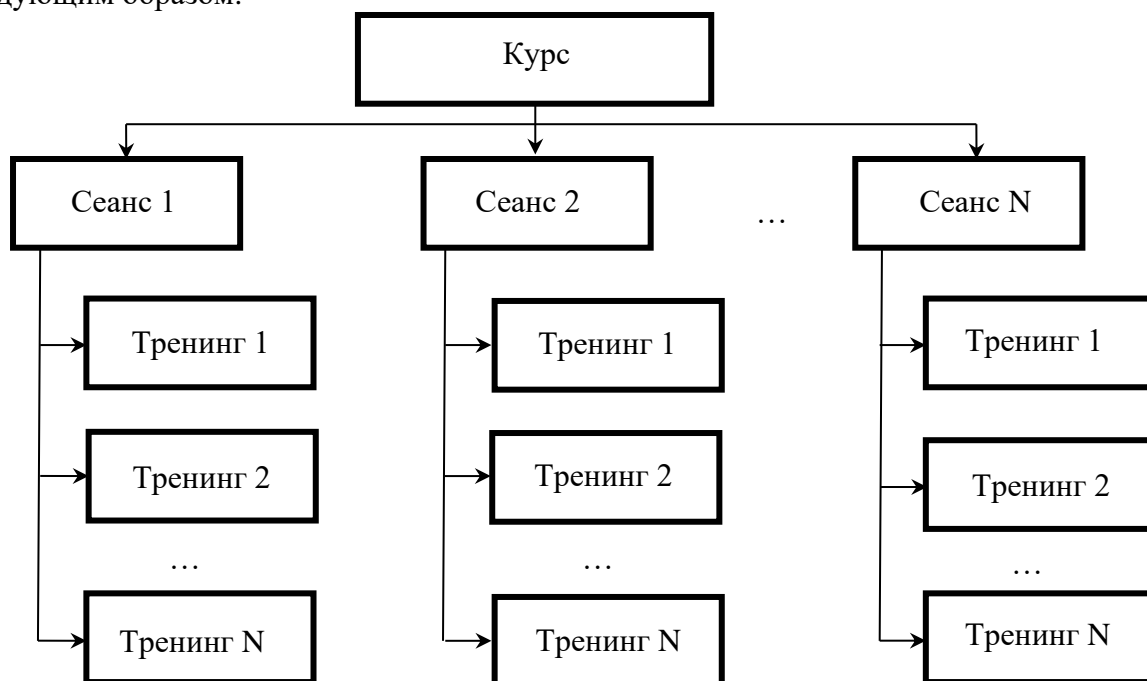 образом.
Курс
Сеанс 1 Сеанс 2 … Сеанс N
Тренинг 1 Тренинг 1 Тренинг 1
Тренинг 2 Тренинг 2 Тренинг 2
… … …
Тренинг N Тренинг N Тренинг N